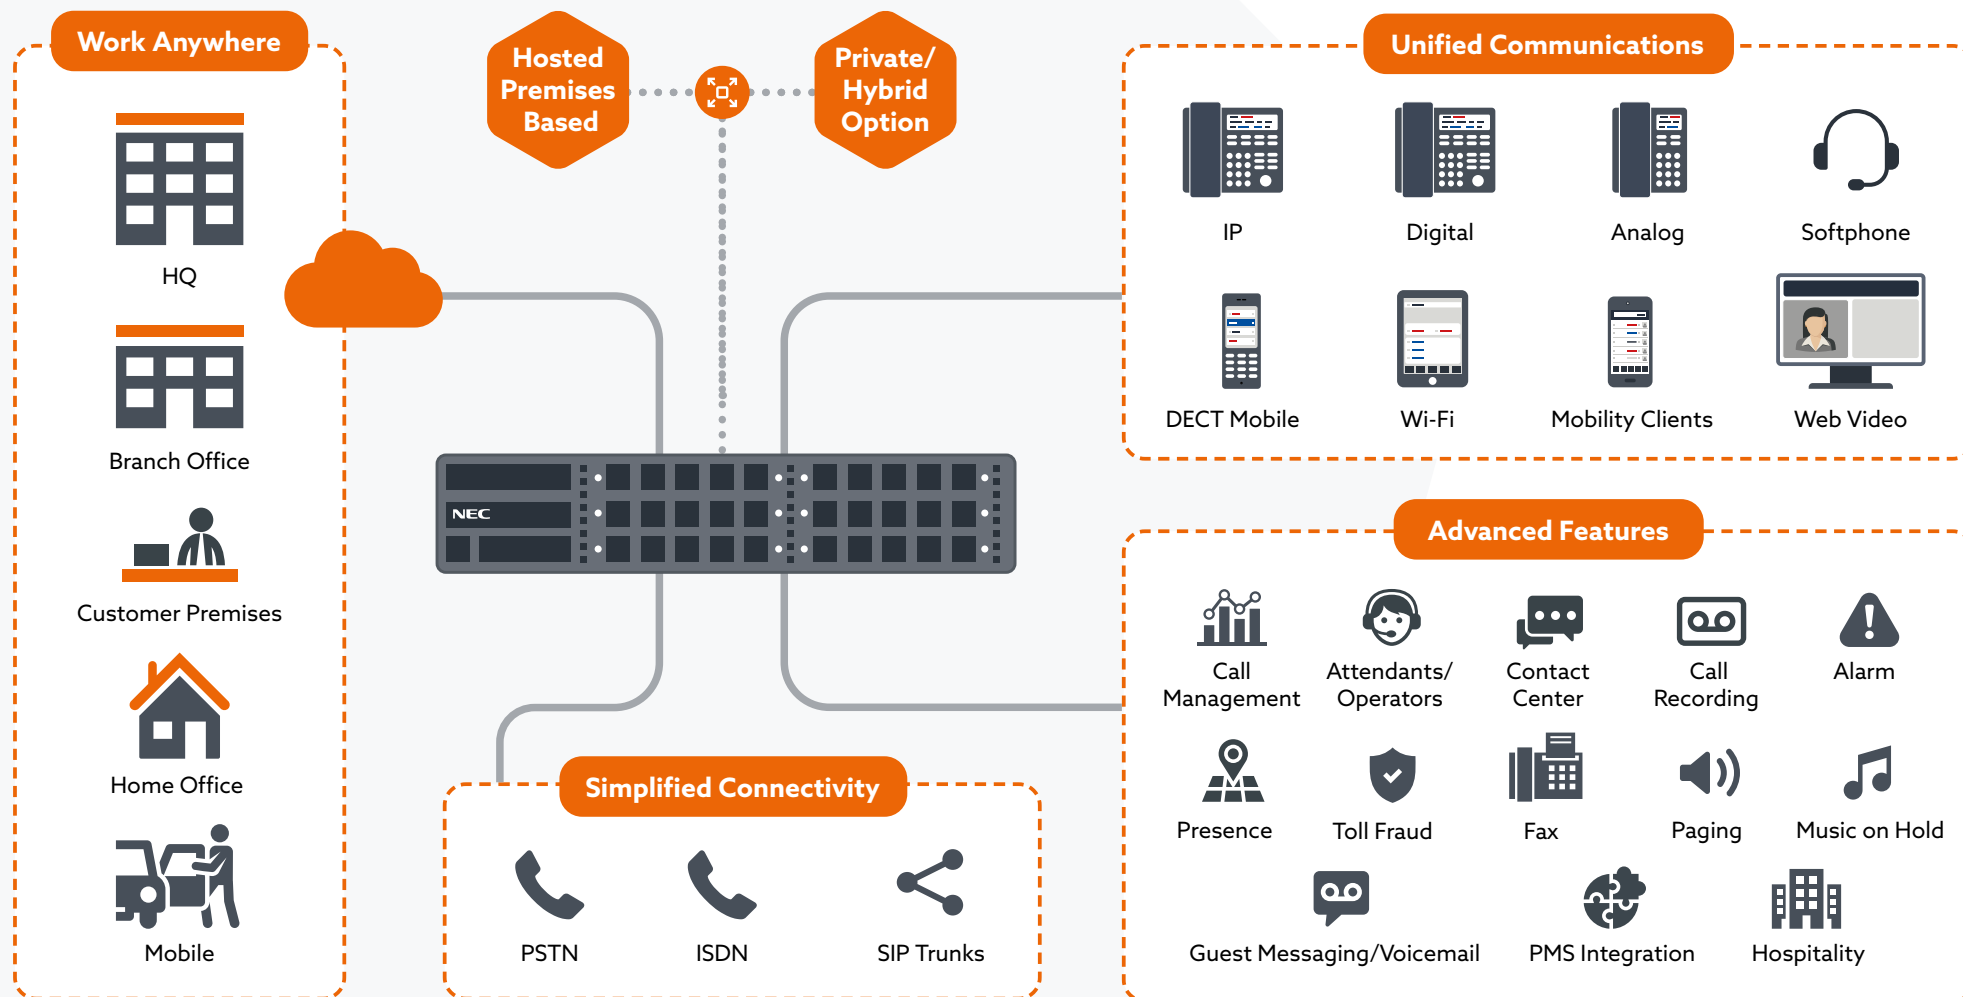 Work Anywhere
HQ
Branch Office
Customer Premises
Home Office
Mobile
Hosted
Premises
Based
Private/
Hybrid
Option
NEC
Simplified Connectivity
PSTN
ISDN
SIP Trunks
Unified Communications
IP
Digital
Analog
Softphone
DECT Mobile
Wi-Fi
Mobility Clients
Web Video
Advanced Features
Call
Management
Attendants/
Operators
Contact
Center
Call
Recording
Alarm
Presence
Toll Fraud
Fax
Paging
Music on Hold
Guest Messaging/Voicemail
PMS Integration
Hospitality